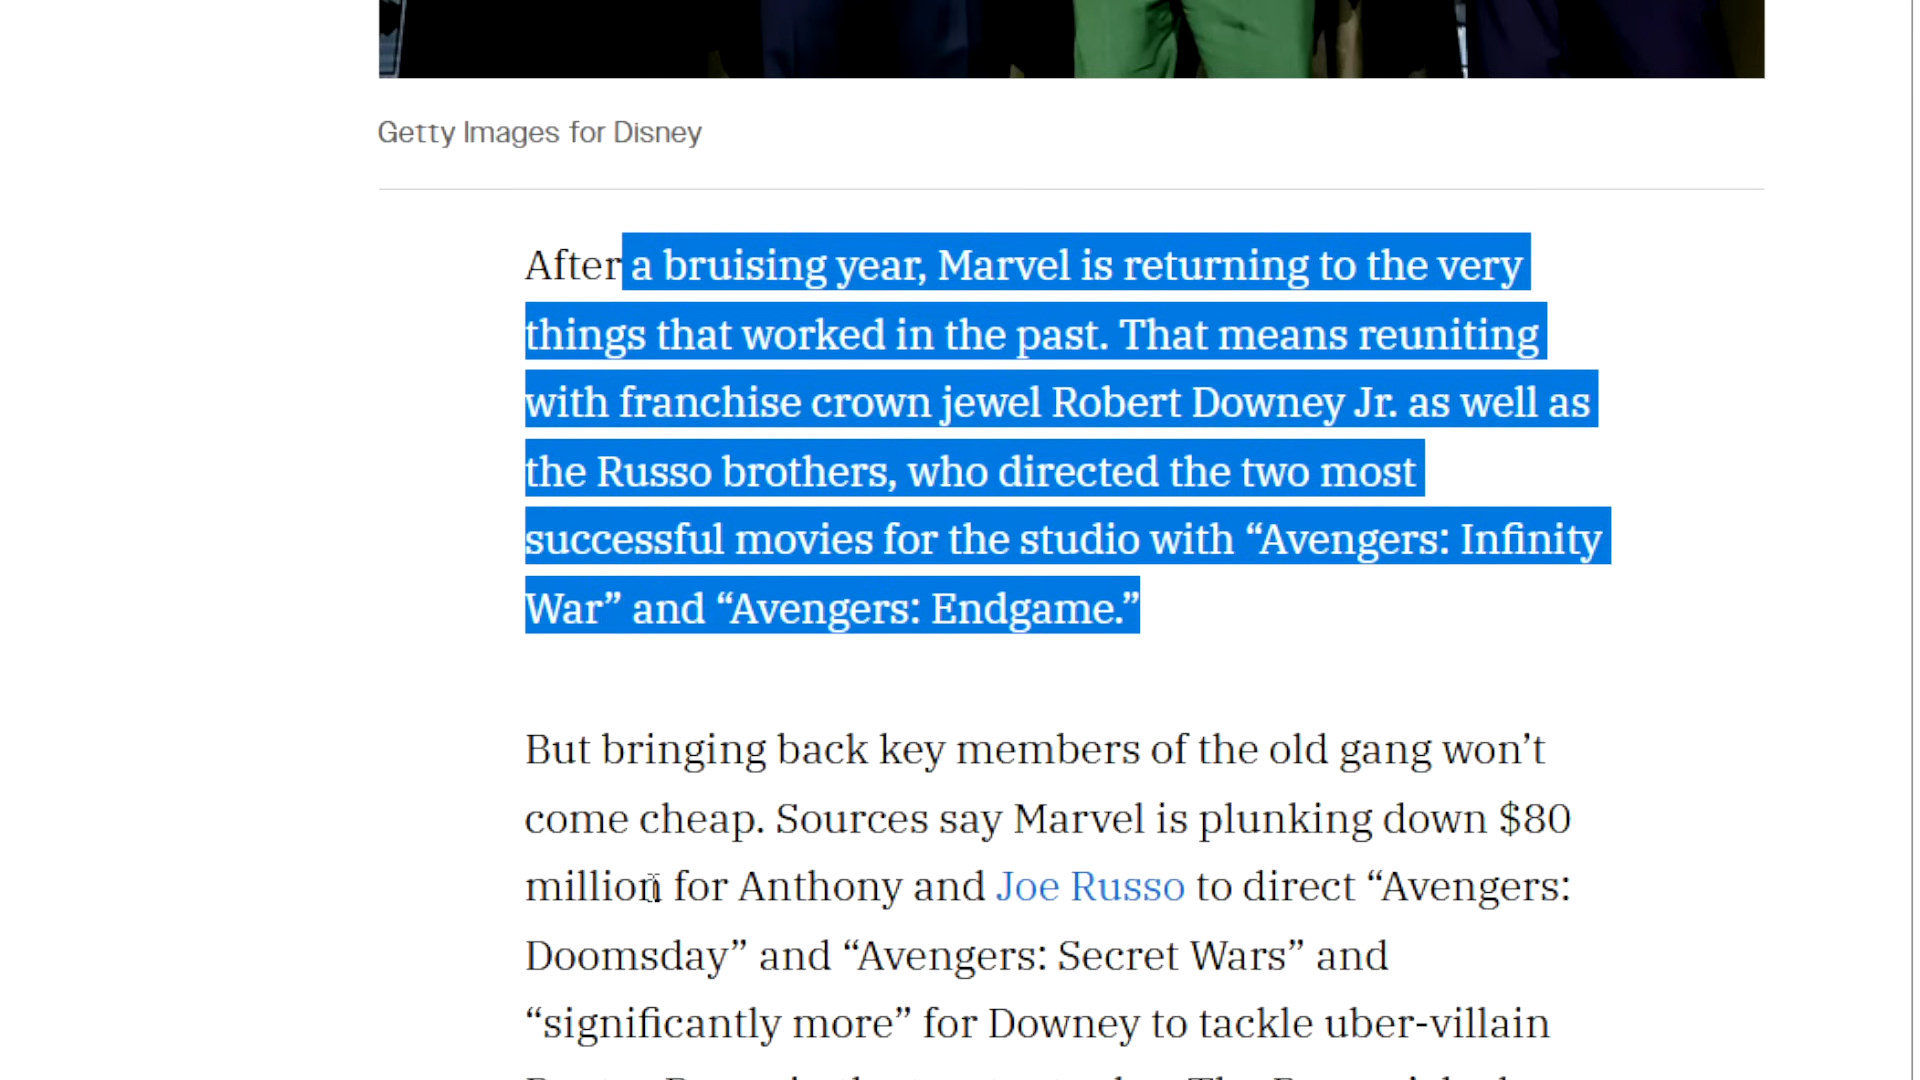 Getty Images for Disney
After a bruising year, Marvel is returning to the very
things that worked in the past. That means reuniting
with franchise crown jewel Robert Downey Jr. as well as
the Russo brothers, who directed the two most
successful movies for the studio with “Avengers: Infinity
War” and “Avengers: Endgame.”
But bringing back key members of the old gang won’t
come cheap. Sources say Marvel is plunking down $80
million for Anthony and Joe Russo to direct “Avengers:
Doomsday” and “Avengers: Secret Wars” and
“significantly more” for Downey to tackle uber-villain